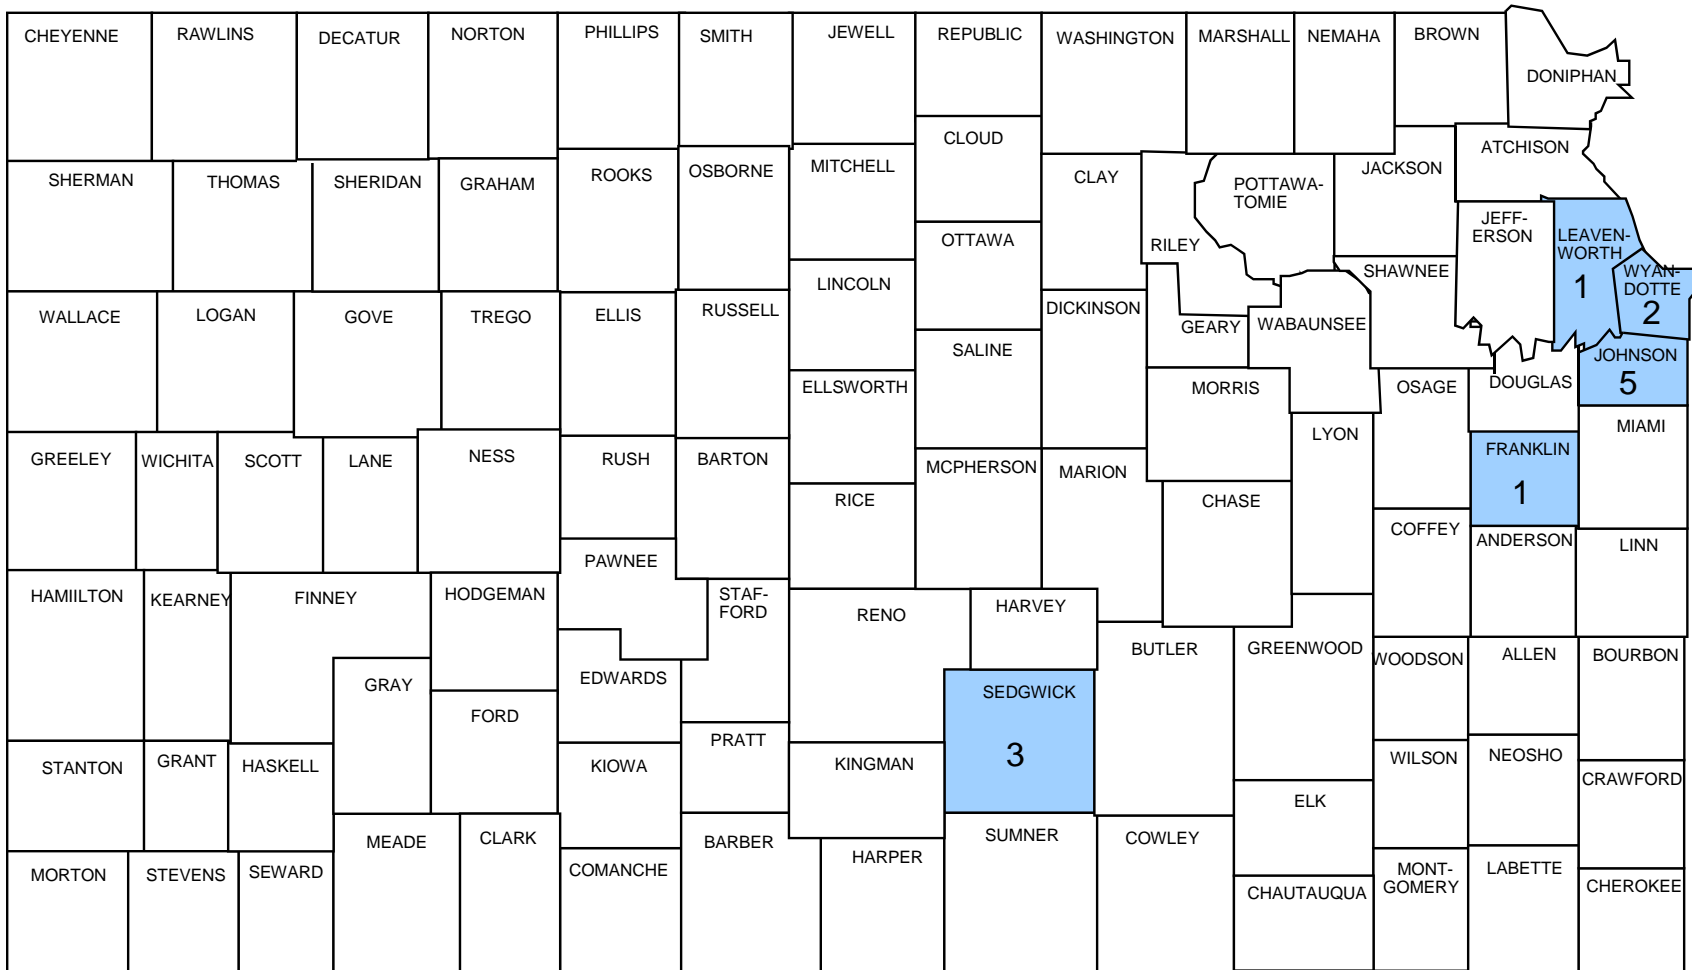 CHEYENNE
RAWLINS
DECATUR
NORTON
PHILLIPS
SMITH
JEWELL
REPUBLIC
WASHINGTON
MARSHALL
NEMAHA
BROWN
DONIPHAN
CLOUD
ATCHISON
SHERMAN
THOMAS
SHERIDAN
GRAHAM
ROOKS
OSBORNE
MITCHELL
CLAY
POTTAWA-
TOMIE
JACKSON
OTTAWA
RILEY
JEFF-
ERSON
LEAVEN-
WORTH
1
WYAN-
DOTTE
2
LINCOLN
SHAWNEE
WALLACE
LOGAN
GOVE
TREGO
ELLIS
RUSSELL
DICKINSON
GEARY
WABAUNSEE
SALINE
JOHNSON
5
ELLSWORTH
MORRIS
OSAGE
DOUGLAS
LYON
MIAMI
GREELEY
WICHITA
SCOTT
LANE
NESS
RUSH
BARTON
MCPHERSON
MARION
FRANKLIN
1
RICE
CHASE
COFFEY
ANDERSON
LINN
PAWNEE
HAMIILTON
KEARNEY
FINNEY
HODGEMAN
STAF-
FORD
RENO
HARVEY
BUTLER
GREENWOOD
WOODSON
ALLEN
BOURBON
GRAY
EDWARDS
SEDGWICK
3
FORD
PRATT
STANTON
GRANT
HASKELL
KIOWA
KINGMAN
WILSON
NEOSHO
CRAWFORD
ELK
MEADE
CLARK
BARBER
SUMNER
COWLEY
MORTON
STEVENS
SEWARD
COMANCHE
HARPER
CHAUTAUQUA
MONT-
GOMERY
LABETTE
CHEROKEE